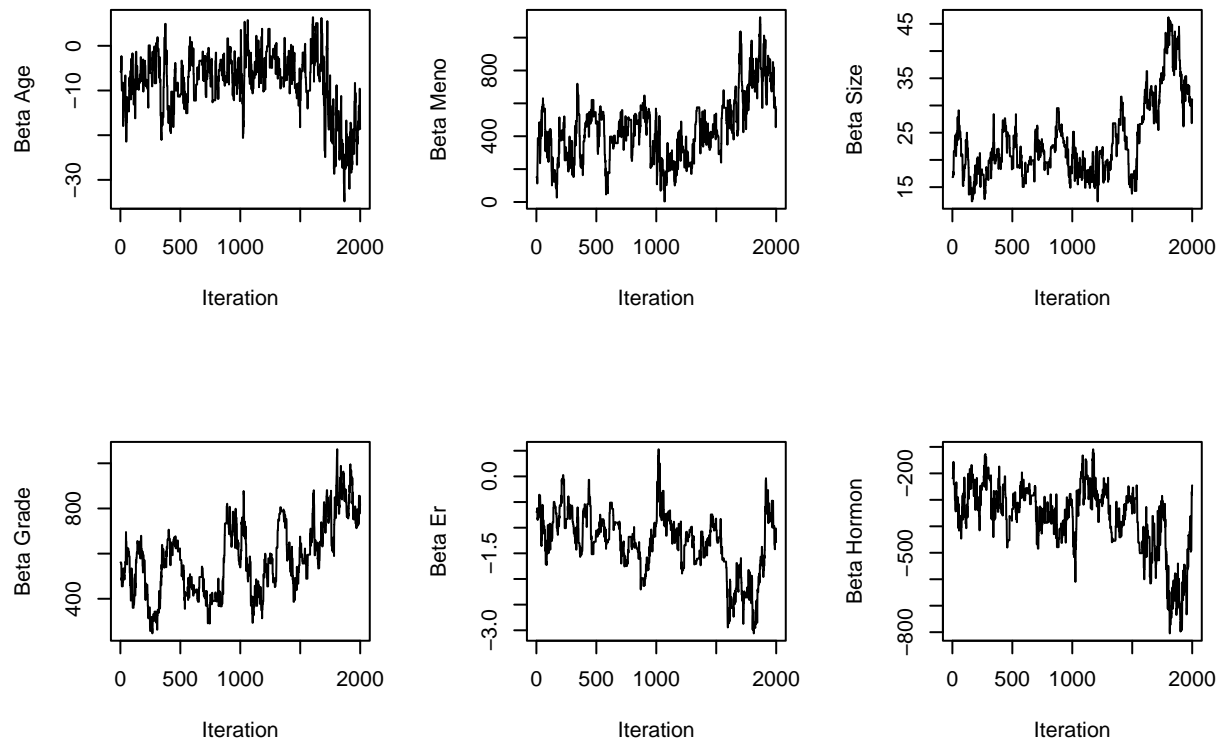 Beta Age
0
−10
−30
0 500 1000 2000
Iteration
Beta Meno
800
400
0
0 500 1000 2000
Iteration
Beta Size
45
35
25
15
0 500 1000 2000
Iteration
Beta Grade
800
400
0 500 1000 2000
Iteration
Beta Er
0.0
−1.5
−3.0
0 500 1000 2000
Iteration
Beta Hormon
−200
−500
−800
0 500 1000 2000
Iteration